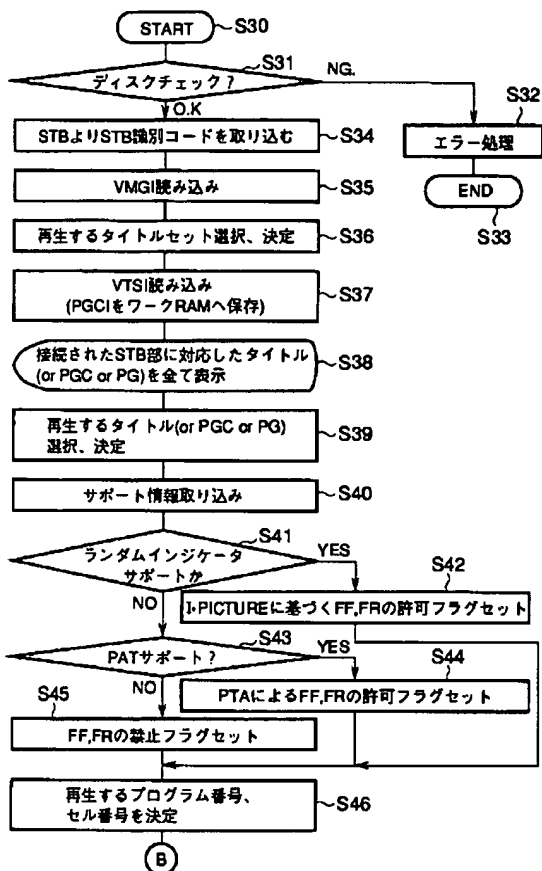 START
S30
S31
ディスクチェック？
NG.
O.K
S32
エラー処理
END
S33
STBよりSTB識別コードを取り込む
S34
VMGI読み込み
S35
再生するタイトルセット選択、決定
S36
VTSI読み込み
(PGCIをワークRAMへ保存)
S37
接続されたSTB部に対応したタイトル
(or PGC or PG)を全て表示
S38
再生するタイトル(or PGC or PG)
選択、決定
S39
サポート情報取り込み
S40
S41
ランダムインジケータ
サポートか
YES
NO
S42
I-PICTUREに基づくFF,FRの許可フラグセット
S43
PATサポート？
YES
NO
S44
PTAによるFF,FRの許可フラグセット
S45
FF,FRの禁止フラグセット
再生するプログラム番号、
セル番号を決定
S46
B